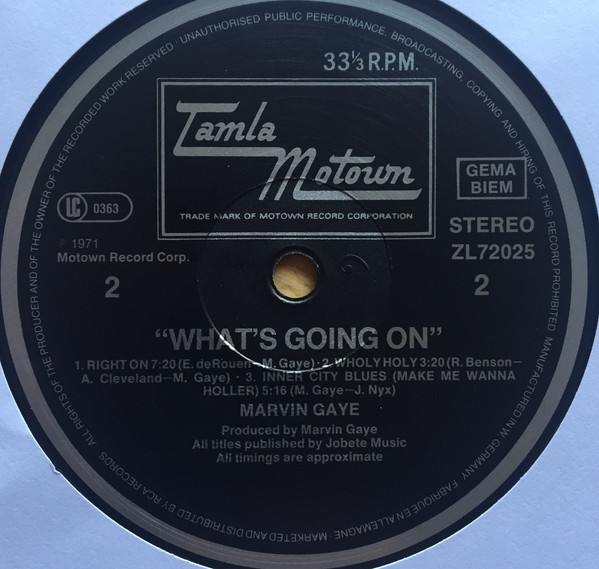 33⅓ R.P.M.
Tamla
Motown
TRADE MARK OF MOTOWN RECORD CORPORATION
GEMA
BIEM
LC 0363
STEREO
ZL72025
℗ 1971
Motown Record Corp.
2
2
"WHAT'S GOING ON"
1. RIGHT ON 7:20 (E. deRouen–M. Gaye) · 2. WHOLY HOLY 3:20 (R. Benson–
A. Cleveland–M. Gaye) · 3. INNER CITY BLUES (MAKE ME WANNA
HOLLER) 5:16 (M. Gaye–J. Nyx)
MARVIN GAYE
Produced by Marvin Gaye
All titles published by Jobete Music
All timings are approximate
ALL RIGHTS OF THE PRODUCER AND OF THE OWNER OF THE RECORDED WORK RESERVED · UNAUTHORISED PUBLIC PERFORMANCE, BROADCASTING, COPYING AND HIRING OF THIS RECORD PROHIBITED · MANUFACTURED IN W. GERMANY · FABRIQUE EN ALLEMAGNE · MARKETED AND DISTRIBUTED BY RCA RECORDS.